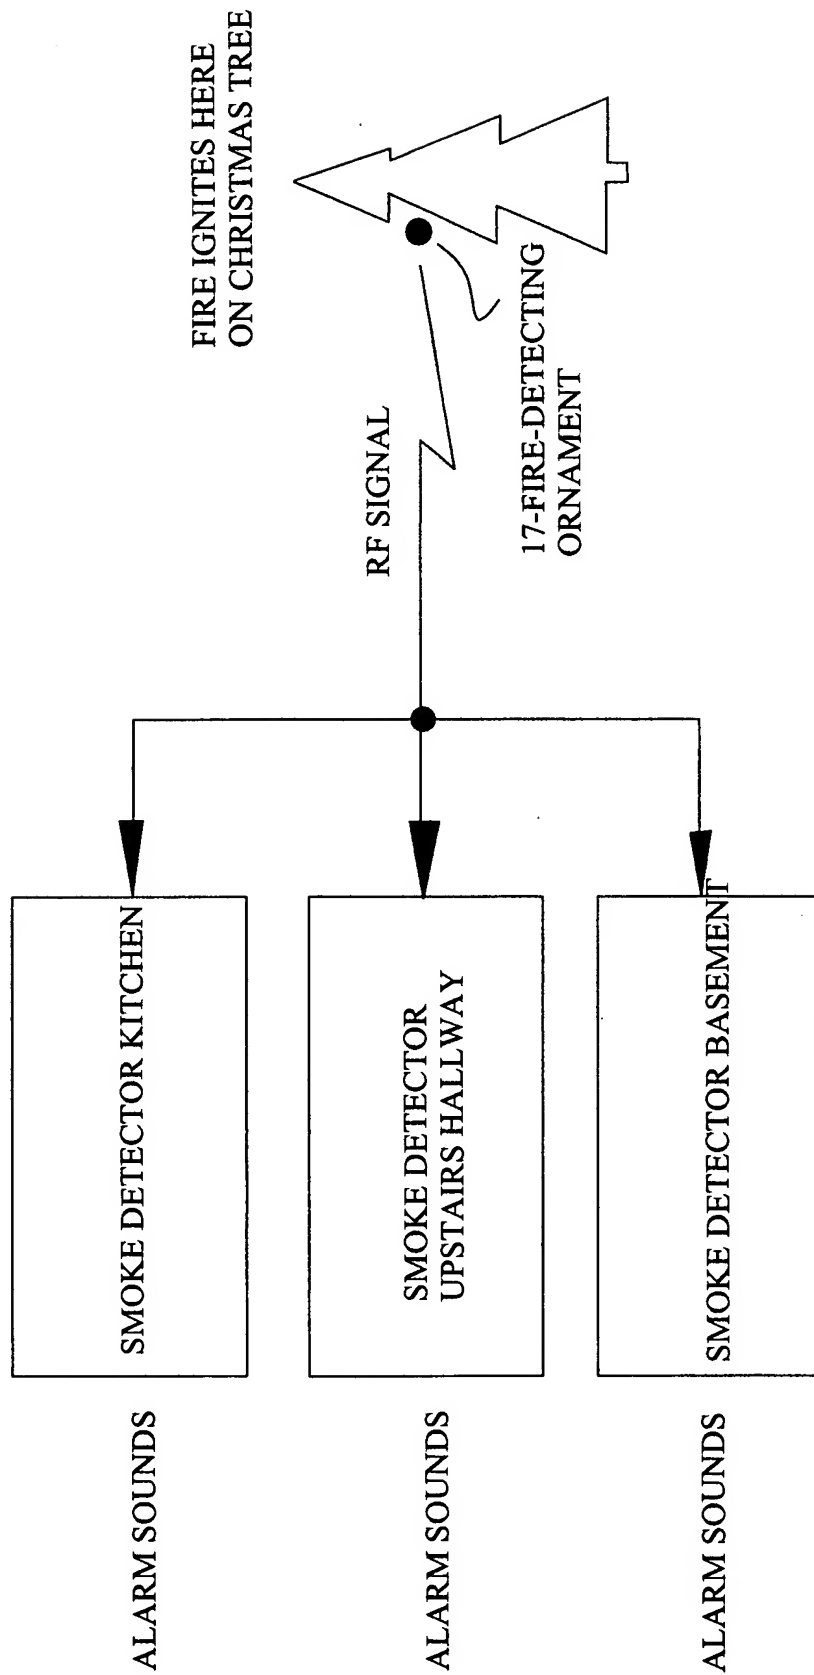 FIRE IGNITES HERE
ON CHRISTMAS TREE
RF SIGNAL
17-FIRE-DETECTING
ORNAMENT
SMOKE DETECTOR KITCHEN
SMOKE DETECTOR
UPSTAIRS HALLWAY
SMOKE DETECTOR BASEMENT
ALARM SOUNDS
ALARM SOUNDS
ALARM SOUNDS